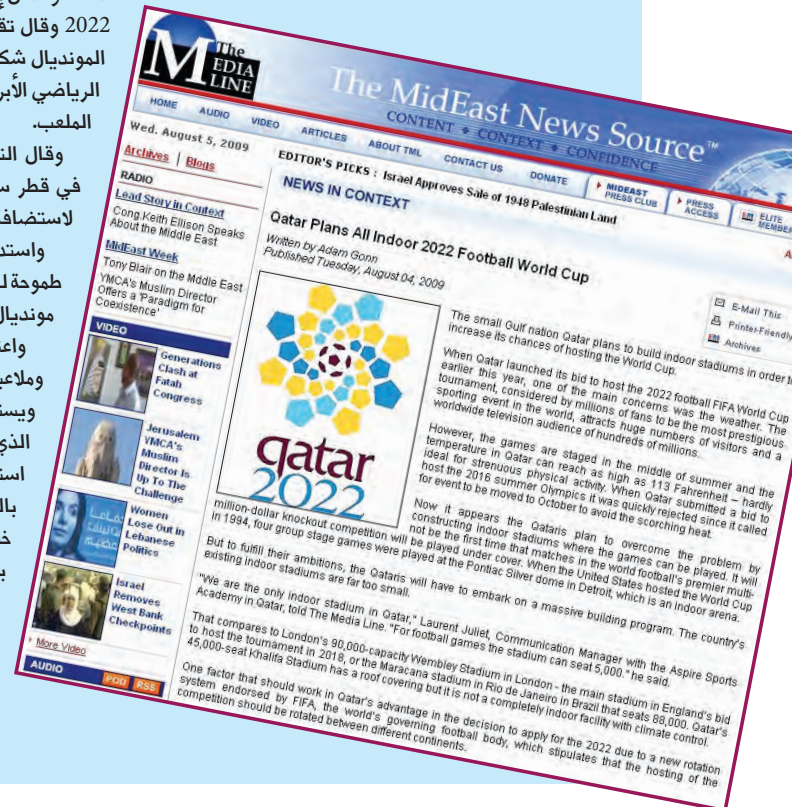 2022 وقال تق
المونديال شك
الرياضي الأبر
الملعب.
وقال الن
في قطر س
لاستضاف
واستد
طموحة ل
مونديال
الذي
The
MEDIA
LINE
The MidEast News Source™
CONTENT ◆ CONTEXT ◆ CONFIDENCE
HOME AUDIO VIDEO ARTICLES ABOUT TML CONTACT US DONATE MIDEAST PRESS CLUB PRESS ACCESS ELITE MEMBER
Wed. August 5, 2009
EDITOR'S PICKS : Israel Approves Sale of 1948 Palestinian Land
Archives | Blogs
RADIO
Lead Story in Context
Cong.Keith Ellison Speaks
About the Middle East
MidEast Week
Tony Blair on the Mddle East
YMCA's Muslim Director
Offers a 'Paradigm for
Coexistence'
VIDEO
Generations
Clash at
Fatah
Congress
Jerusalem
YMCA's
Muslim
Director Is
Up To The
Challenge
Women
Lose Out in
Lebanese
Politics
Israel
Removes
West Bank
Checkpoints
More Video
AUDIO POD RSS
NEWS IN CONTEXT
Qatar Plans All Indoor 2022 Football World Cup
Written by Adam Gonn
Published Tuesday, August 04, 2009
E-Mail This
Printer-Friendly
Archives
qatar
2022
The small Gulf nation Qatar plans to build indoor stadiums in order to
increase its chances of hosting the World Cup.
When Qatar launched its bid to host the 2022 football FIFA World Cup
earlier this year, one of the main concerns was the weather. The
tournament, considered by millions of fans to be the most prestigious
sporting event in the world, attracts huge numbers of visitors and a
worldwide television audience of hundreds of millions.
However, the games are staged in the middle of summer and the
temperature in Qatar can reach as high as 113 Fahrenheit – hardly
ideal for strenuous physical activity. When Qatar submitted a bid to
host the 2016 summer Olympics it was quickly rejected since it called
for event to be moved to October to avoid the scorching heat.
Now it appears the Qataris plan to overcome the problem by
constructing indoor stadiums where the games can be played. It will
not be the first time that matches in the world football's premier multi-
million-dollar knockout competition will be played under cover. When the United States hosted the World Cup
in 1994, four group stage games were played at the Pontiac Silver dome in Detroit, which is an indoor arena.
But to fulfill their ambitions, the Qataris will have to embark on a massive building program. The country's
existing indoor stadiums are far too small.
"We are the only indoor stadium in Qatar," Laurent Juliet, Communication Manager with the Aspire Sports
Academy in Qatar, told The Media Line. "For football games the stadium can seat 5,000." he said.
That compares to London's 90,000-capacity Wembley Stadium in London - the main stadium in England's bid
to host the tournament in 2018, or the Maracana stadium in Rio de Janeiro in Brazil that seats 88,000. Qatar's
45,000-seat Khalifa Stadium has a roof covering but it is not a completely indoor facility with climate control.
One factor that should work in Qatar's advantage in the decision to apply for the 2022 due to a new rotation
system endorsed by FIFA, the world's governing football body, which stipulates that the hosting of the
competition should be rotated between different continents.